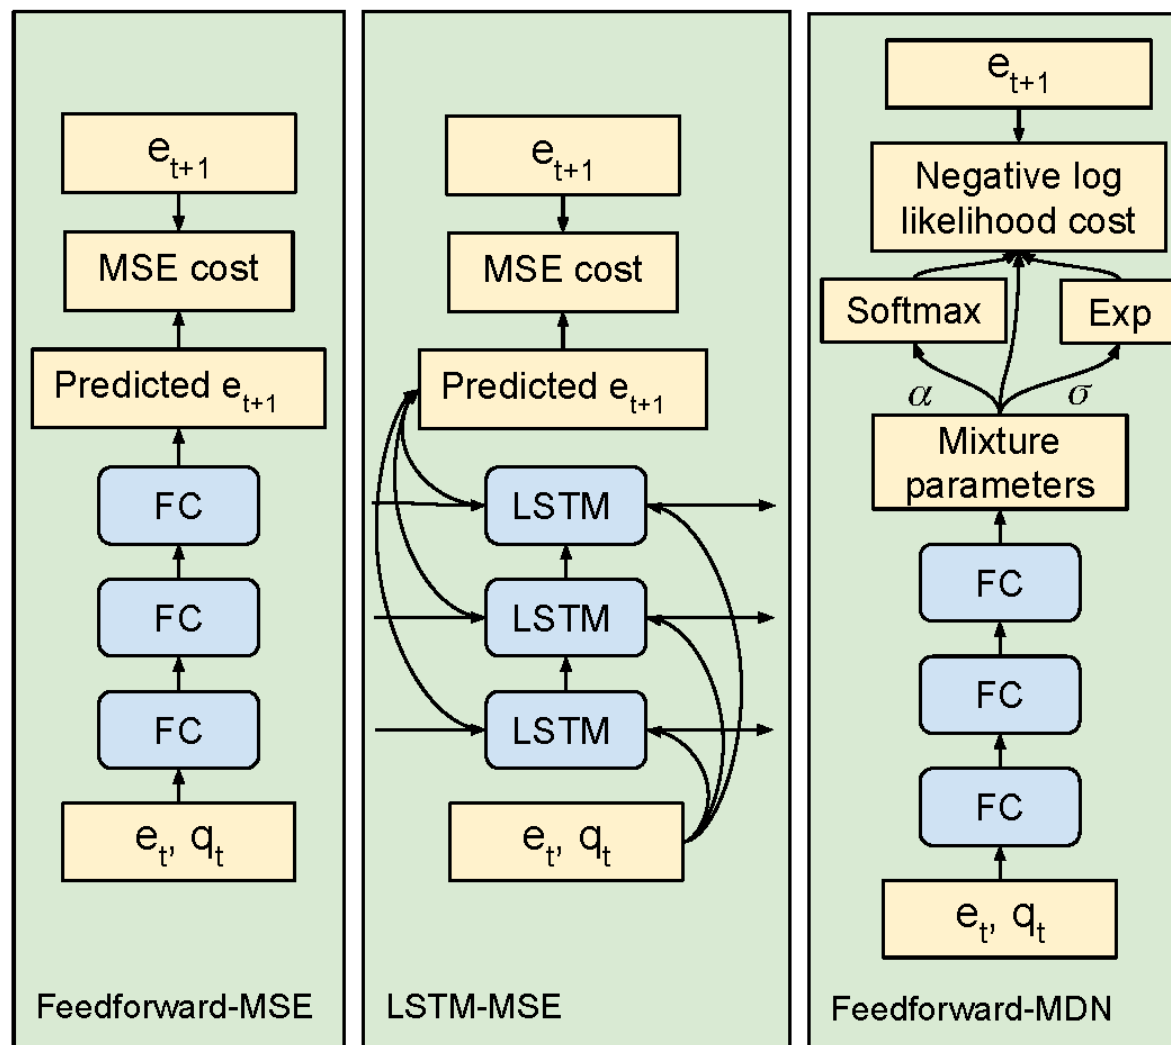 e_{t+1}
MSE cost
Predicted e_{t+1}
FC
FC
FC
e_t, q_t
Feedforward-MSE
e_{t+1}
MSE cost
Predicted e_{t+1}
LSTM
LSTM
LSTM
e_t, q_t
LSTM-MSE
e_{t+1}
Negative log
likelihood cost
Softmax
Exp
α
σ
Mixture
parameters
FC
FC
FC
e_t, q_t
Feedforward-MDN